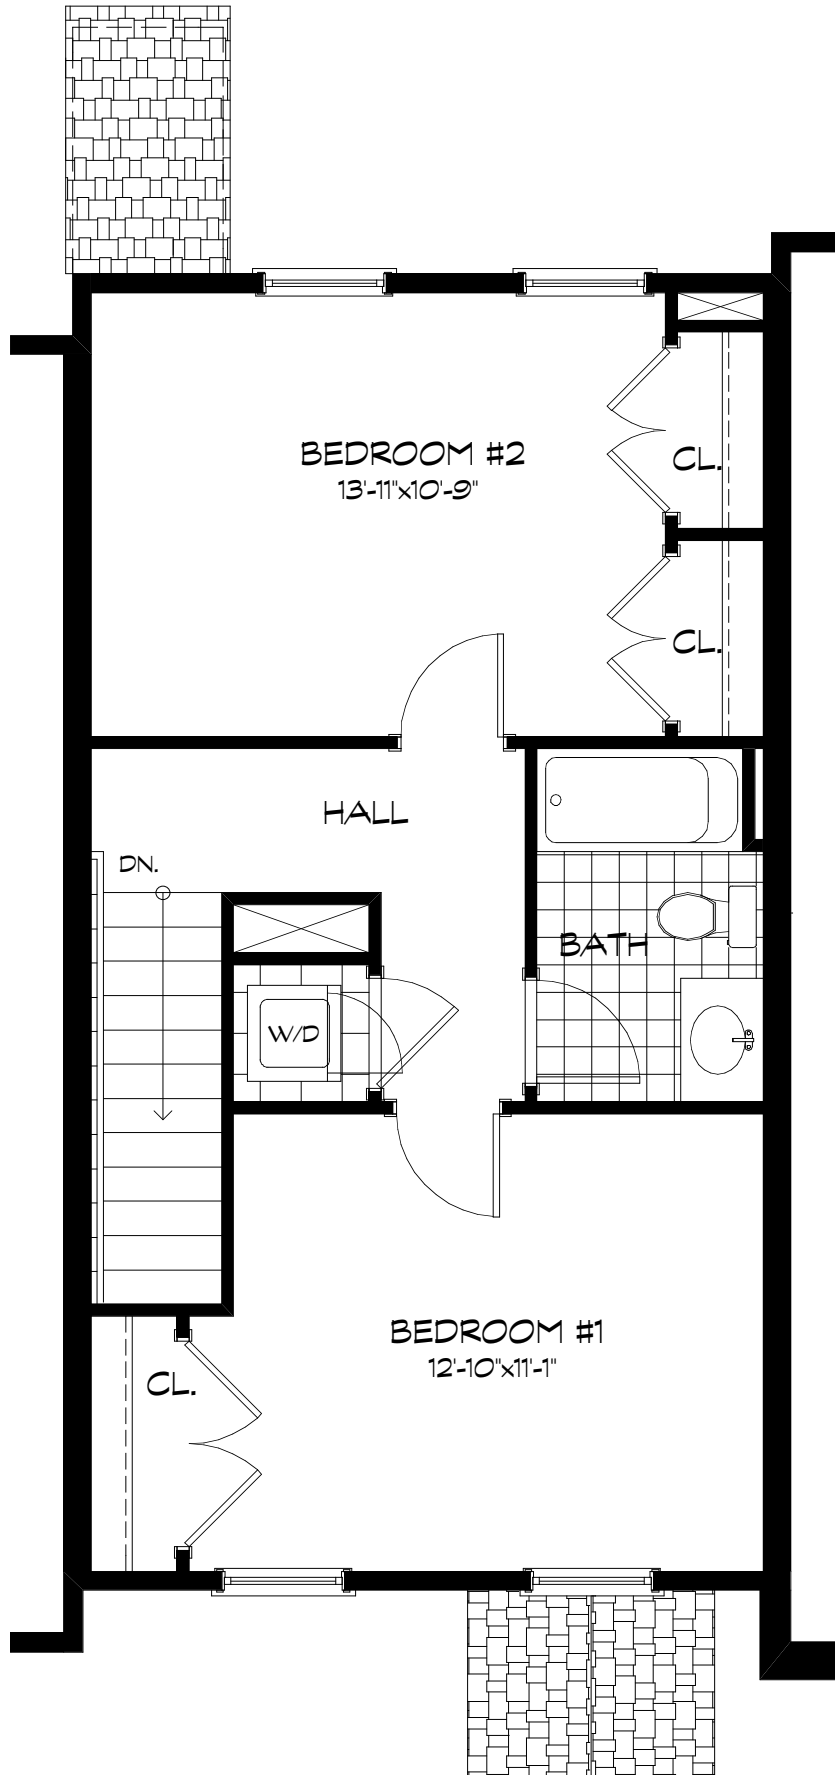 BEDROOM #2
13'-11"x10'-9"
CL.
CL.
HALL
DN.
BATH
W/D
BEDROOM #1
12'-10"x11'-1"
CL.